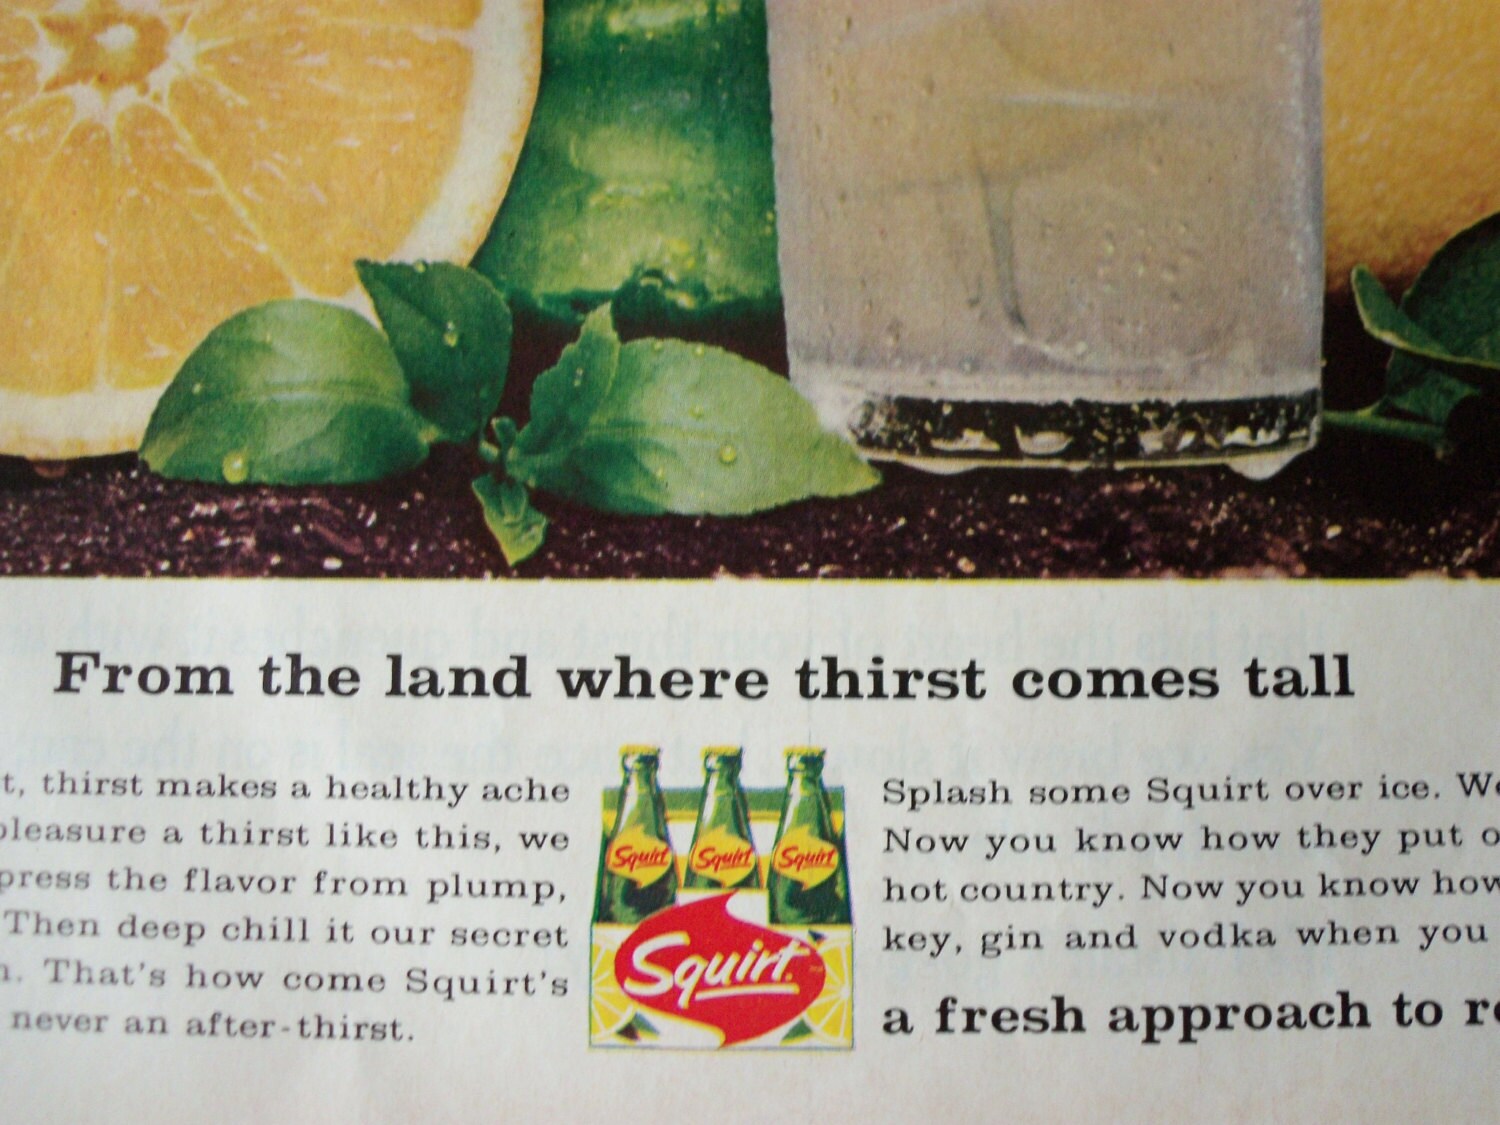 From the land where thirst comes tall
thirst makes a healthy ache
pleasure a thirst like this, we
press the flavor from plump,
Then deep chill it our secret
That's how come Squirt's
never an after-thirst.
Squirt Squirt Squirt
Squirt
Splash some Squirt over ice.
Now you know how they put
hot country. Now you know how
key, gin and vodka when you
a fresh approach to